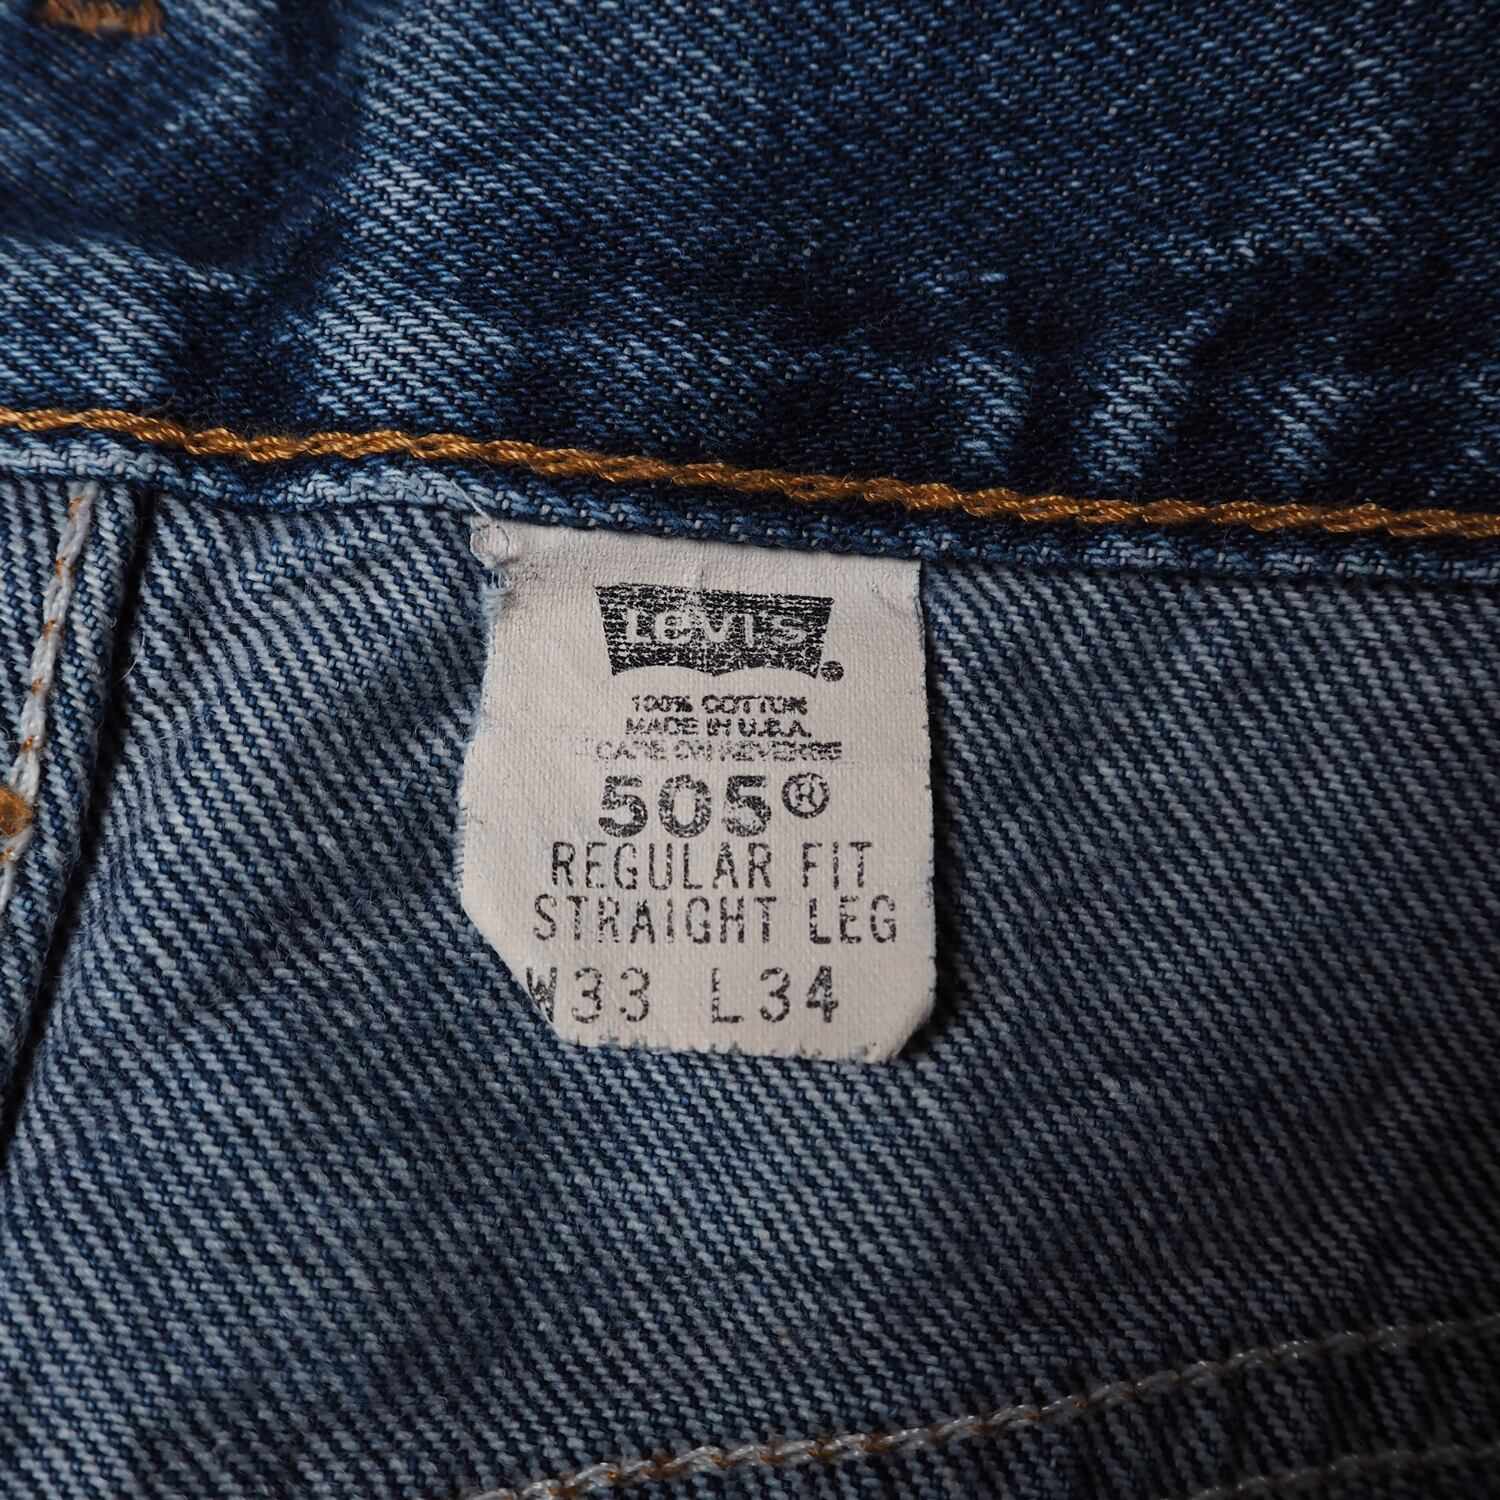 Levi's
100% COTTON
MADE IN U.S.A.
CARE ON REVERSE
505®
REGULAR FIT
STRAIGHT LEG
W33 L34